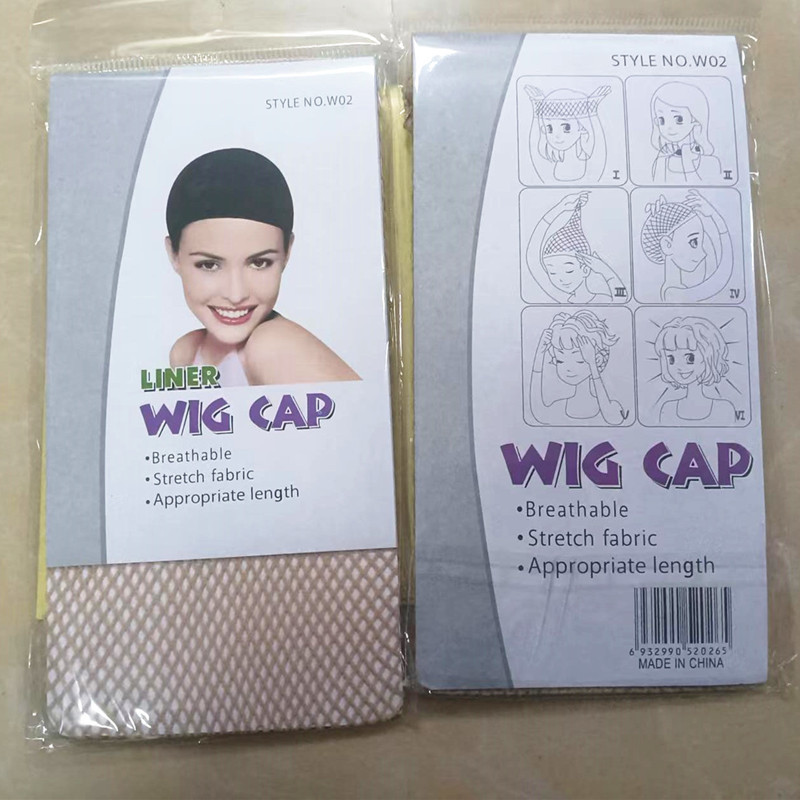 STYLE NO.W02
LINER
WIG CAP
•Breathable
•Stretch fabric
•Appropriate length
STYLE NO.W02
I
II
III
IV
V
VI
WIG CAP
•Breathable
•Stretch fabric
•Appropriate length
6 932990 520265
MADE IN CHINA